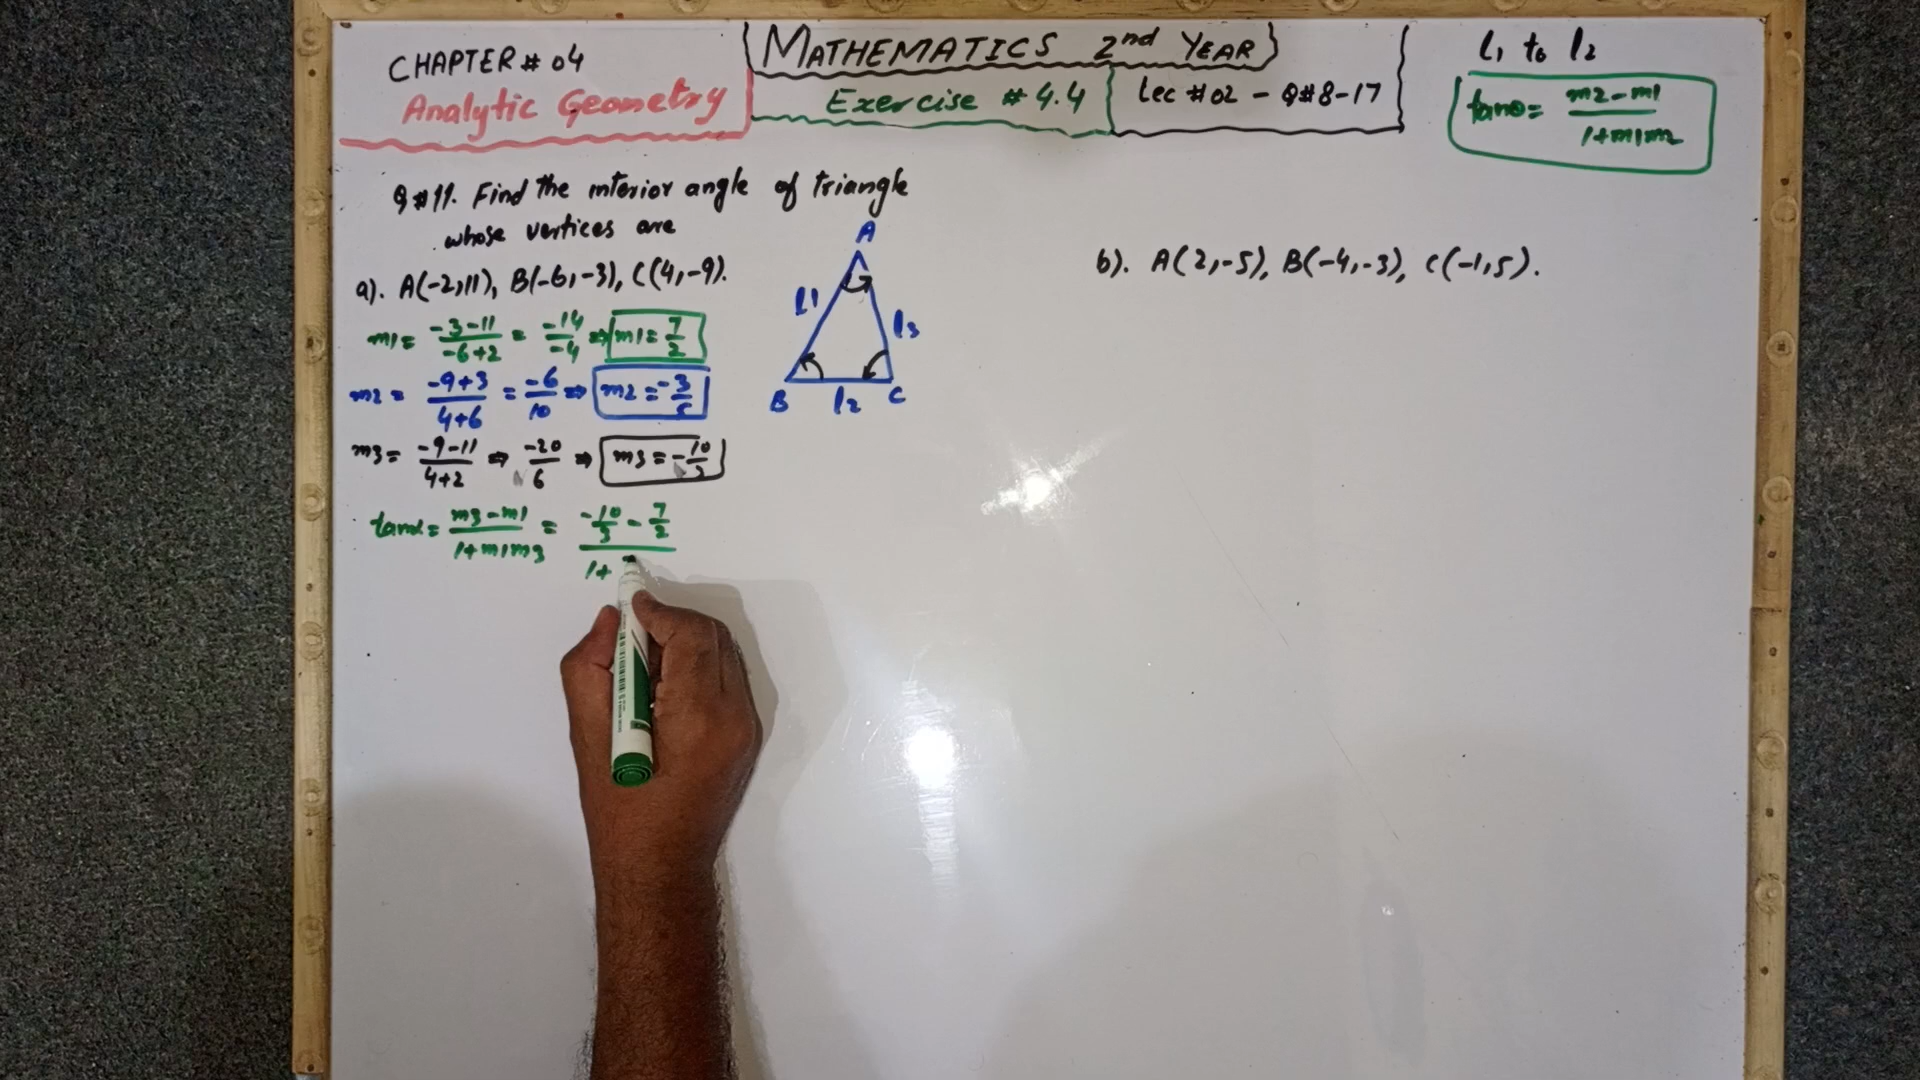 CHAPTER # 04
Analytic Geometry
MATHEMATICS 2nd YEAR
Exercise # 4.4
Lec # 02 - Q#8-17
l1 to l2
tanθ = m2-m1 / 1+m1m2
Q#11. Find the interior angle of triangle
whose vertices are
a). A(-2,11), B(-6,-3), C(4,-9).
m1 = -3-11 / -6+2 = -14 / -4 ⇒ m1 = 7/2
m2 = -9+3 / 4+6 = -6 / 10 ⇒ m2 = -3/5
m3 = -9-11 / 4+2 ⇒ -20 / 6 ⇒ m3 = -10/3
tanα = m3-m1 / 1+m1m3 = -10/3 - 7/2 / 1+
A
l1
l3
B
l2
C
b). A(2,-5), B(-4,-3), C(-1,5).